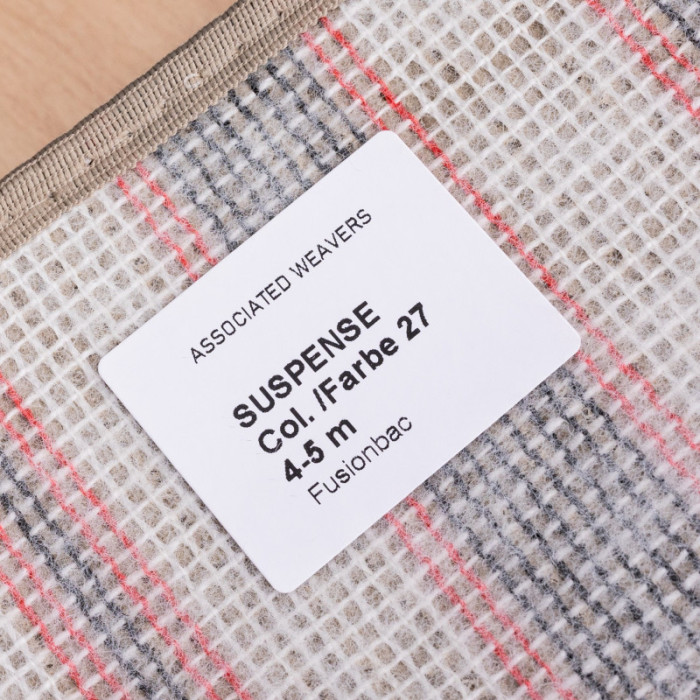 ASSOCIATED WEAVERS
SUSPENSE
Col. /Farbe 27
4-5 m
Fusionbac